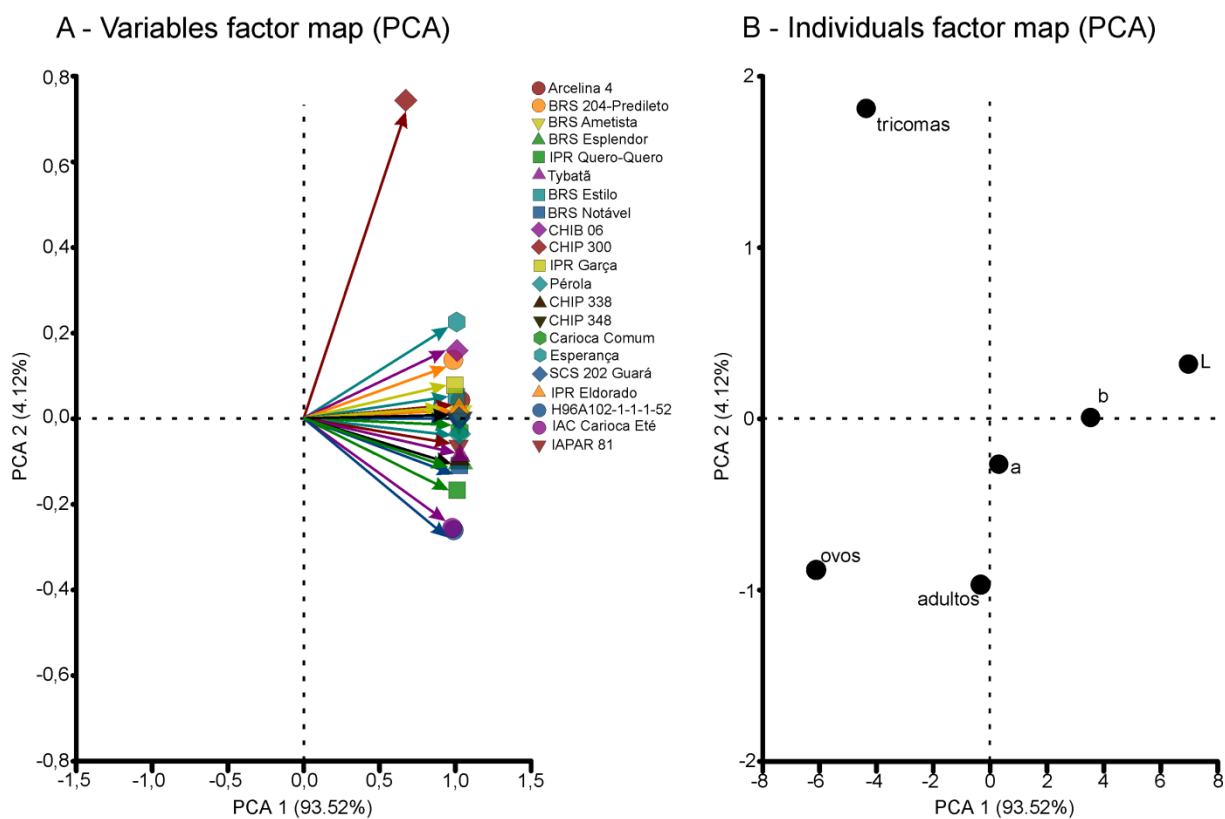 A - Variables factor map (PCA)
0,8
0,6
0,4
0,2
0,0
-0,2
-0,4
-0,6
-0,8
PCA 2 (4.12%)
-1,5
-1,0
-0,5
0,0
0,5
1,0
1,5
PCA 1 (93.52%)
Arcelina 4
BRS 204-Predileto
BRS Ametista
BRS Esplendor
IPR Quero-Quero
Tybatã
BRS Estilo
BRS Notável
CHIB 06
CHIP 300
IPR Garça
Pérola
CHIP 338
CHIP 348
Carioca Comum
Esperança
SCS 202 Guará
IPR Eldorado
H96A102-1-1-1-52
IAC Carioca Eté
IAPAR 81
B - Individuals factor map (PCA)
2
1
0
-1
-2
PCA 2 (4.12%)
tricomas
L
b
a
ovos
adultos
-8
-6
-4
-2
0
2
4
6
8
PCA 1 (93.52%)